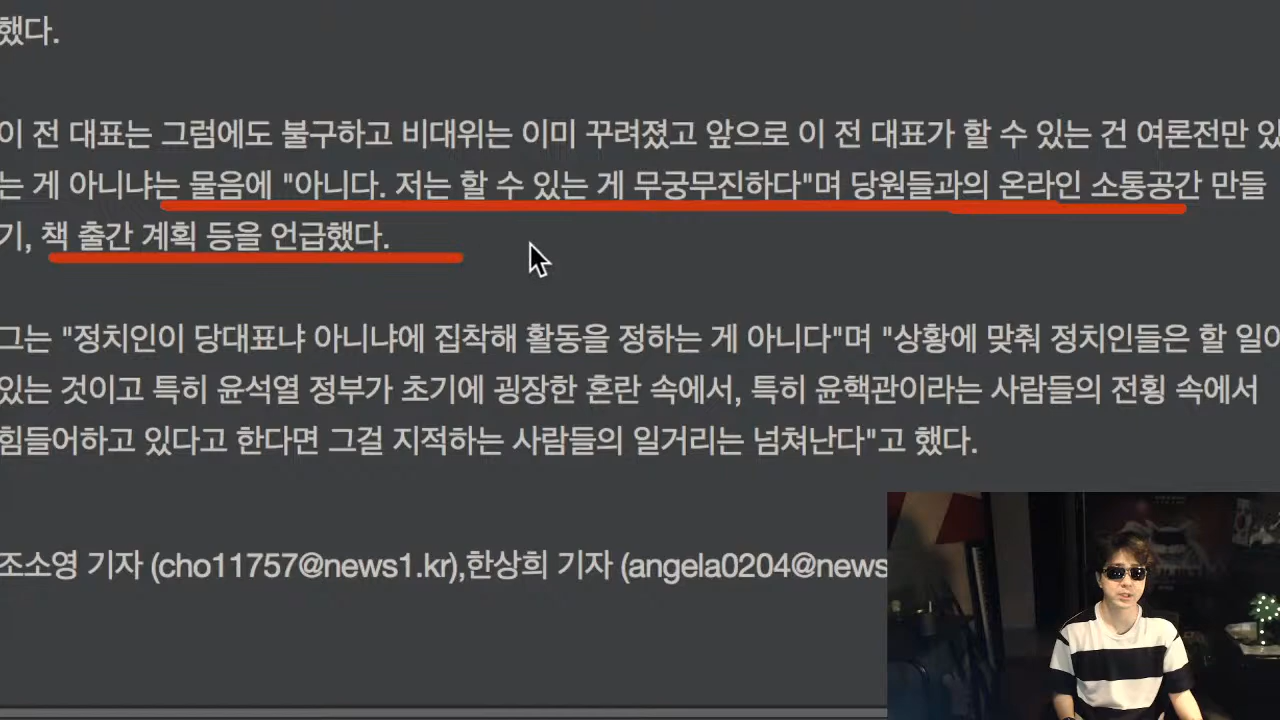 했다.
이 전 대표는 그럼에도 불구하고 비대위는 이미 꾸려졌고 앞으로 이 전 대표가 할 수 있는 건 여론전만 있
는 게 아니냐는 물음에 "아니다. 저는 할 수 있는 게 무궁무진하다"며 당원들과의 온라인 소통공간 만들
기, 책 출간 계획 등을 언급했다.
그는 "정치인이 당대표냐 아니냐에 집착해 활동을 정하는 게 아니다"며 "상황에 맞춰 정치인들은 할 일이
있는 것이고 특히 윤석열 정부가 초기에 굉장한 혼란 속에서, 특히 윤핵관이라는 사람들의 전횡 속에서
힘들어하고 있다고 한다면 그걸 지적하는 사람들의 일거리는 넘쳐난다"고 했다.
조소영 기자 (cho11757@news1.kr),한상희 기자 (angela0204@news